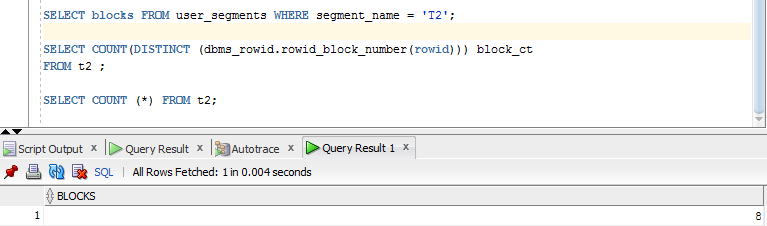 SELECT blocks FROM user_segments WHERE segment_name = 'T2';
SELECT COUNT(DISTINCT (dbms_rowid.rowid_block_number(rowid))) block_ct
FROM t2 ;
SELECT COUNT (*) FROM t2;
Script Output x Query Result x Autotrace x Query Result 1 x
SQL | All Rows Fetched: 1 in 0.004 seconds
BLOCKS
1 8